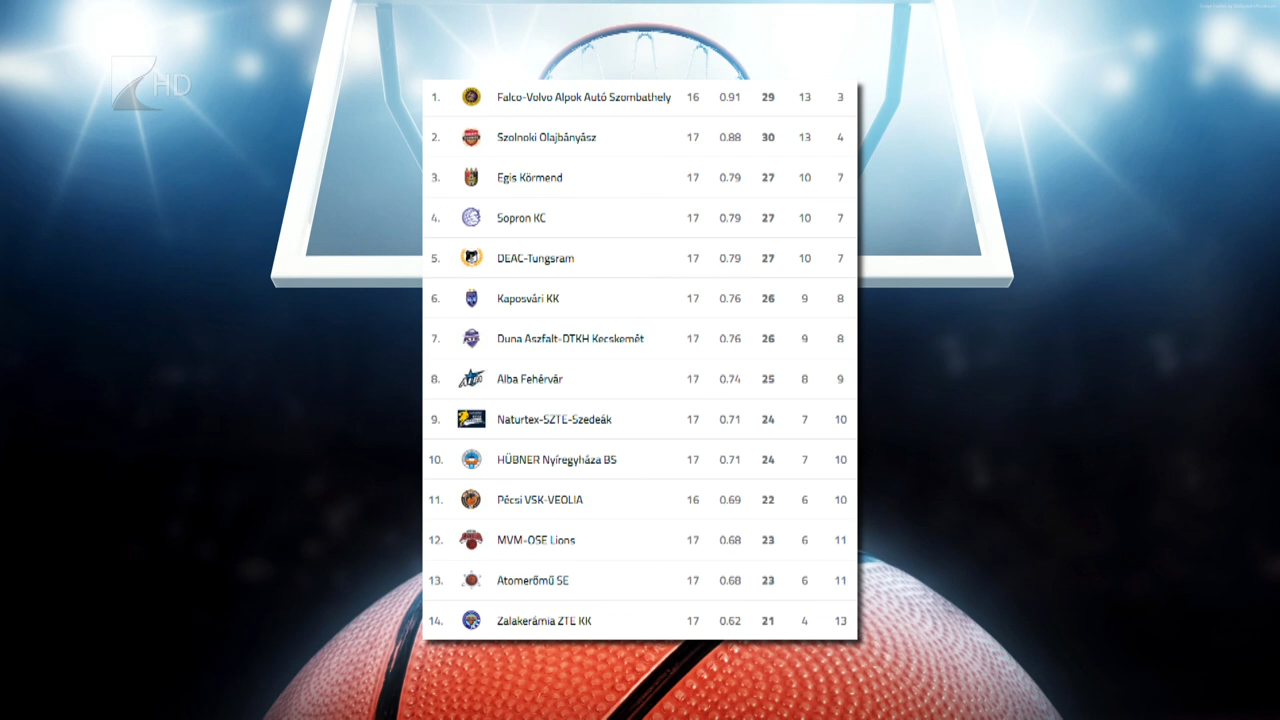 HD
1. Falco-Volvo Alpok Autó Szombathely 16 0.91 29 13 3
2. Szolnoki Olajbányász 17 0.88 30 13 4
3. Egis Körmend 17 0.79 27 10 7
4. Sopron KC 17 0.79 27 10 7
5. DEAC-Tungsram 17 0.79 27 10 7
6. Kaposvári KK 17 0.76 26 9 8
7. Duna Aszfalt-DTKH Kecskemét 17 0.76 26 9 8
8. Alba Fehérvár 17 0.74 25 8 9
9. Naturtex-SZTE-Szedeák 17 0.71 24 7 10
10. HÜBNER Nyíregyháza BS 17 0.71 24 7 10
11. Pécsi VSK-VEOLIA 16 0.69 22 6 10
12. MVM-OSE Lions 17 0.68 23 6 11
13. Atomerőmű SE 17 0.68 23 6 11
14. Zalakerámia ZTE KK 17 0.62 21 4 13